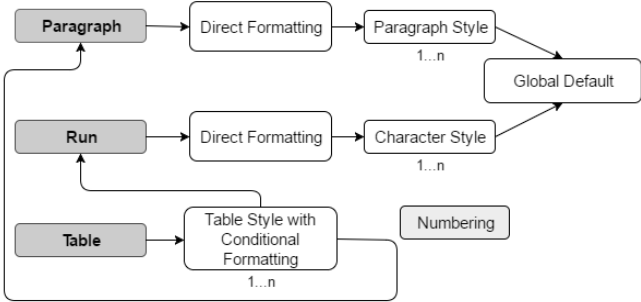 Paragraph
Direct Formatting
Paragraph Style
1...n
Global Default
Run
Direct Formatting
Character Style
1...n
Table
Table Style with
Conditional
Formatting
1...n
Numbering